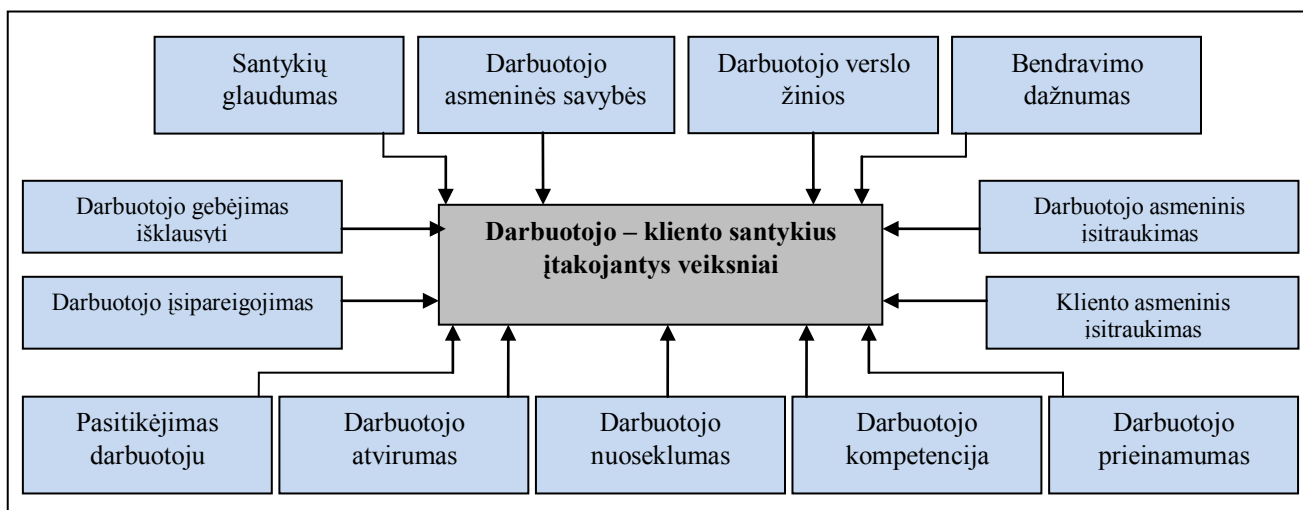 Santykių
glaudumas
Darbuotojo
asmeninės savybės
Darbuotojo verslo
žinios
Bendravimo
dažnumas
Darbuotojo gebėjimas
išklausyti
Darbuotojo – kliento santykius
įtakojantys veiksniai
Darbuotojo asmeninis
įsitraukimas
Darbuotojo įsipareigojimas
Kliento asmeninis
įsitraukimas
Pasitikėjimas
darbuotoju
Darbuotojo
atvirumas
Darbuotojo
nuoseklumas
Darbuotojo
kompetencija
Darbuotojo
prieinamumas